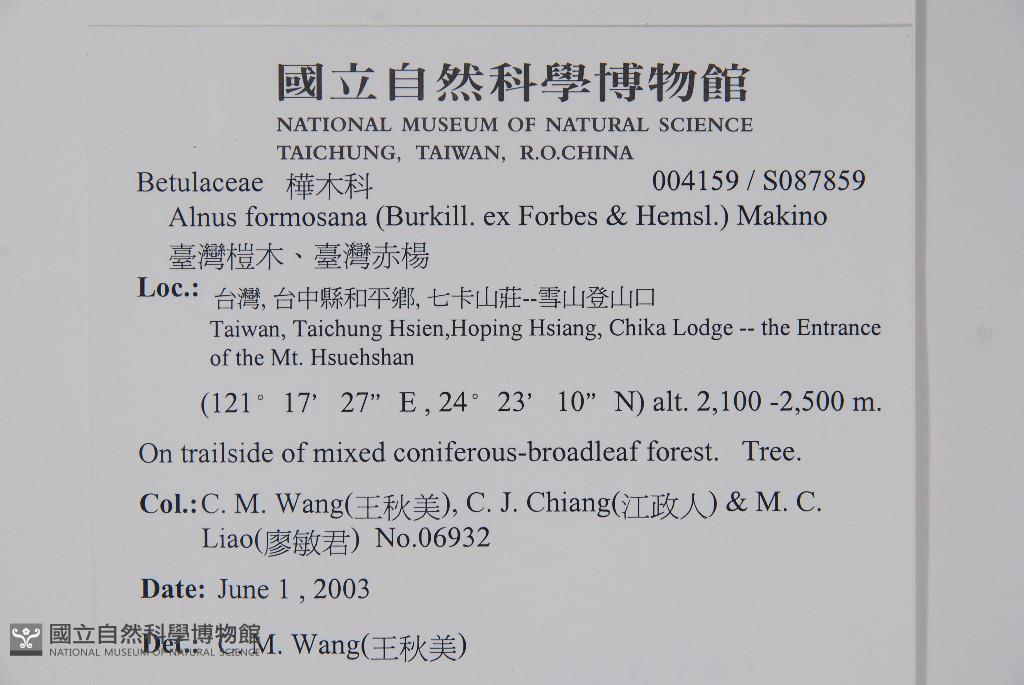 國立自然科學博物館
NATIONAL MUSEUM OF NATURAL SCIENCE
TAICHUNG, TAIWAN, R.O.CHINA
Betulaceae 樺木科 004159 / S087859
Alnus formosana (Burkill. ex Forbes & Hemsl.) Makino
臺灣榿木、臺灣赤楊
Loc.: 台灣, 台中縣和平鄉, 七卡山莊--雪山登山口
Taiwan, Taichung Hsien,Hoping Hsiang, Chika Lodge -- the Entrance
of the Mt. Hsuehshan
(121° 17’ 27” E , 24° 23’ 10” N) alt. 2,100 -2,500 m.
On trailside of mixed coniferous-broadleaf forest. Tree.
Col.: C. M. Wang(王秋美), C. J. Chiang(江政人) & M. C.
Liao(廖敏君) No.06932
Date: June 1 , 2003
Det.: C. M. Wang(王秋美)
國立自然科學博物館
NATIONAL MUSEUM OF NATURAL SCIENCE